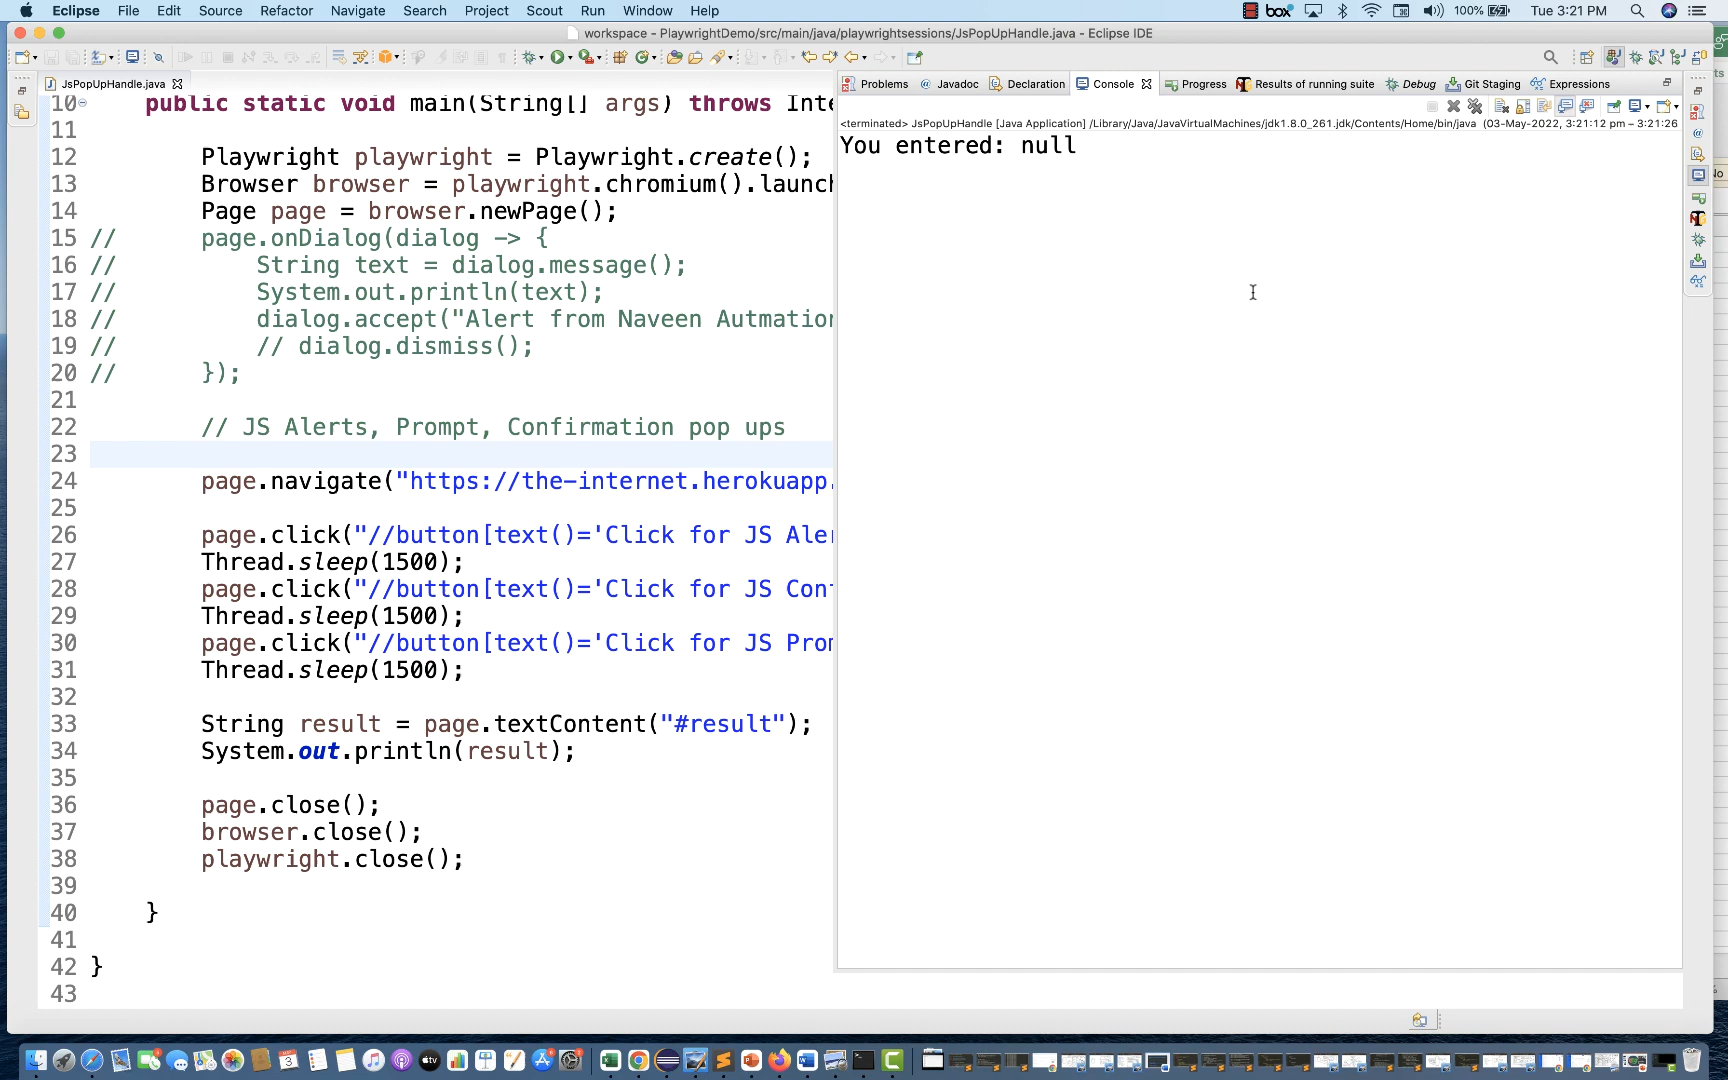 Eclipse File Edit Source Refactor Navigate Search Project Scout Run Window Help box 100% Tue 3:21 PM
workspace - PlaywrightDemo/src/main/java/playwrightsessions/JsPopUpHandle.java - Eclipse IDE
JsPopUpHandle.java
10 public static void main(String[] args) throws Inte
11
12 Playwright playwright = Playwright.create();
13 Browser browser = playwright.chromium().launch
14 Page page = browser.newPage();
15 // page.onDialog(dialog -> {
16 // String text = dialog.message();
17 // System.out.println(text);
18 // dialog.accept("Alert from Naveen Autmation
19 // // dialog.dismiss();
20 // });
21
22 // JS Alerts, Prompt, Confirmation pop ups
23
24 page.navigate("https://the-internet.herokuapp.
25
26 page.click("//button[text()='Click for JS Aler
27 Thread.sleep(1500);
28 page.click("//button[text()='Click for JS Conf
29 Thread.sleep(1500);
30 page.click("//button[text()='Click for JS Prom
31 Thread.sleep(1500);
32
33 String result = page.textContent("#result");
34 System.out.println(result);
35
36 page.close();
37 browser.close();
38 playwright.close();
39
40 }
41
42 }
43
Problems @ Javadoc Declaration Console Progress Results of running suite Debug Git Staging Expressions
<terminated> JsPopUpHandle [Java Application] /Library/Java/JavaVirtualMachines/jdk1.8.0_261.jdk/Contents/Home/bin/java (03-May-2022, 3:21:12 pm – 3:21:26
You entered: null